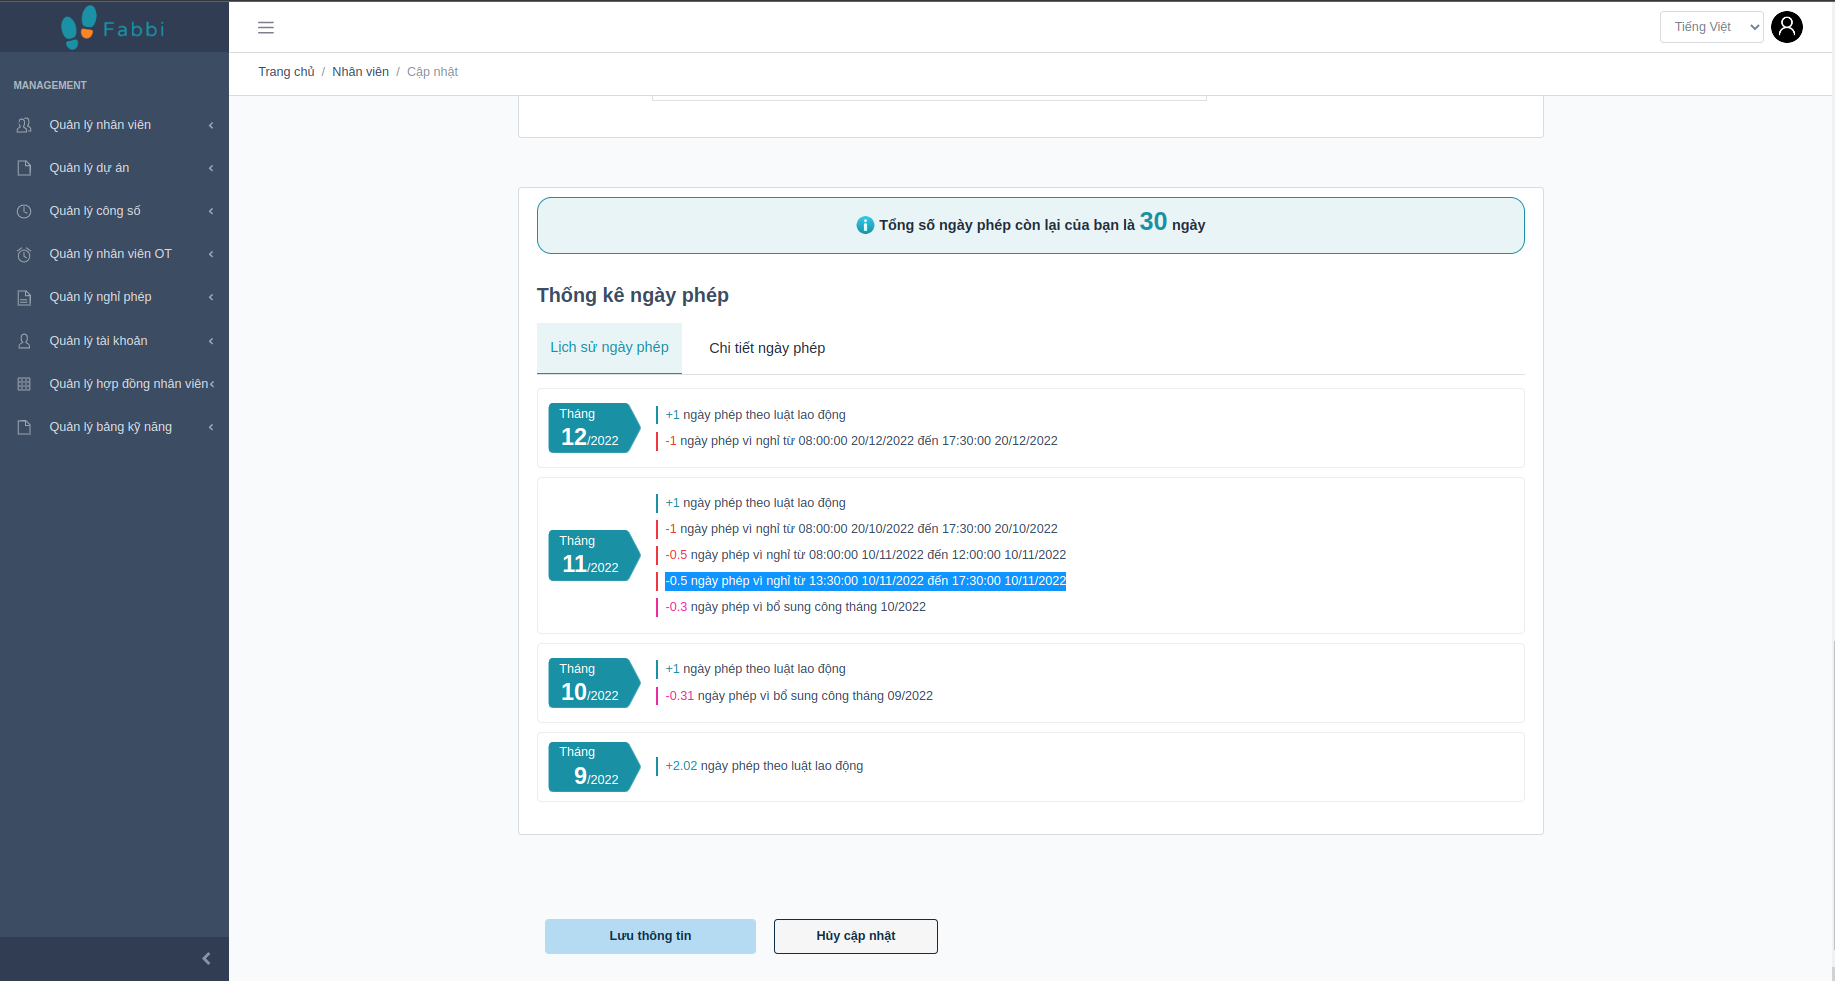 Fabbi
Tiếng Việt
Trang chủ / Nhân viên / Cập nhật
MANAGEMENT
Quản lý nhân viên
Quản lý dự án
Quản lý công số
Quản lý nhân viên OT
Quản lý nghỉ phép
Quản lý tài khoản
Quản lý hợp đồng nhân viên
Quản lý bảng kỹ năng
Tổng số ngày phép còn lại của bạn là 30 ngày
Thống kê ngày phép
Lịch sử ngày phép
Chi tiết ngày phép
Tháng
12/2022
+1 ngày phép theo luật lao động
-1 ngày phép vì nghỉ từ 08:00:00 20/12/2022 đến 17:30:00 20/12/2022
Tháng
11/2022
+1 ngày phép theo luật lao động
-1 ngày phép vì nghỉ từ 08:00:00 20/10/2022 đến 17:30:00 20/10/2022
-0.5 ngày phép vì nghỉ từ 08:00:00 10/11/2022 đến 12:00:00 10/11/2022
-0.5 ngày phép vì nghỉ từ 13:30:00 10/11/2022 đến 17:30:00 10/11/2022
-0.3 ngày phép vì bổ sung công tháng 10/2022
Tháng
10/2022
+1 ngày phép theo luật lao động
-0.31 ngày phép vì bổ sung công tháng 09/2022
Tháng
9/2022
+2.02 ngày phép theo luật lao động
Lưu thông tin
Hủy cập nhật